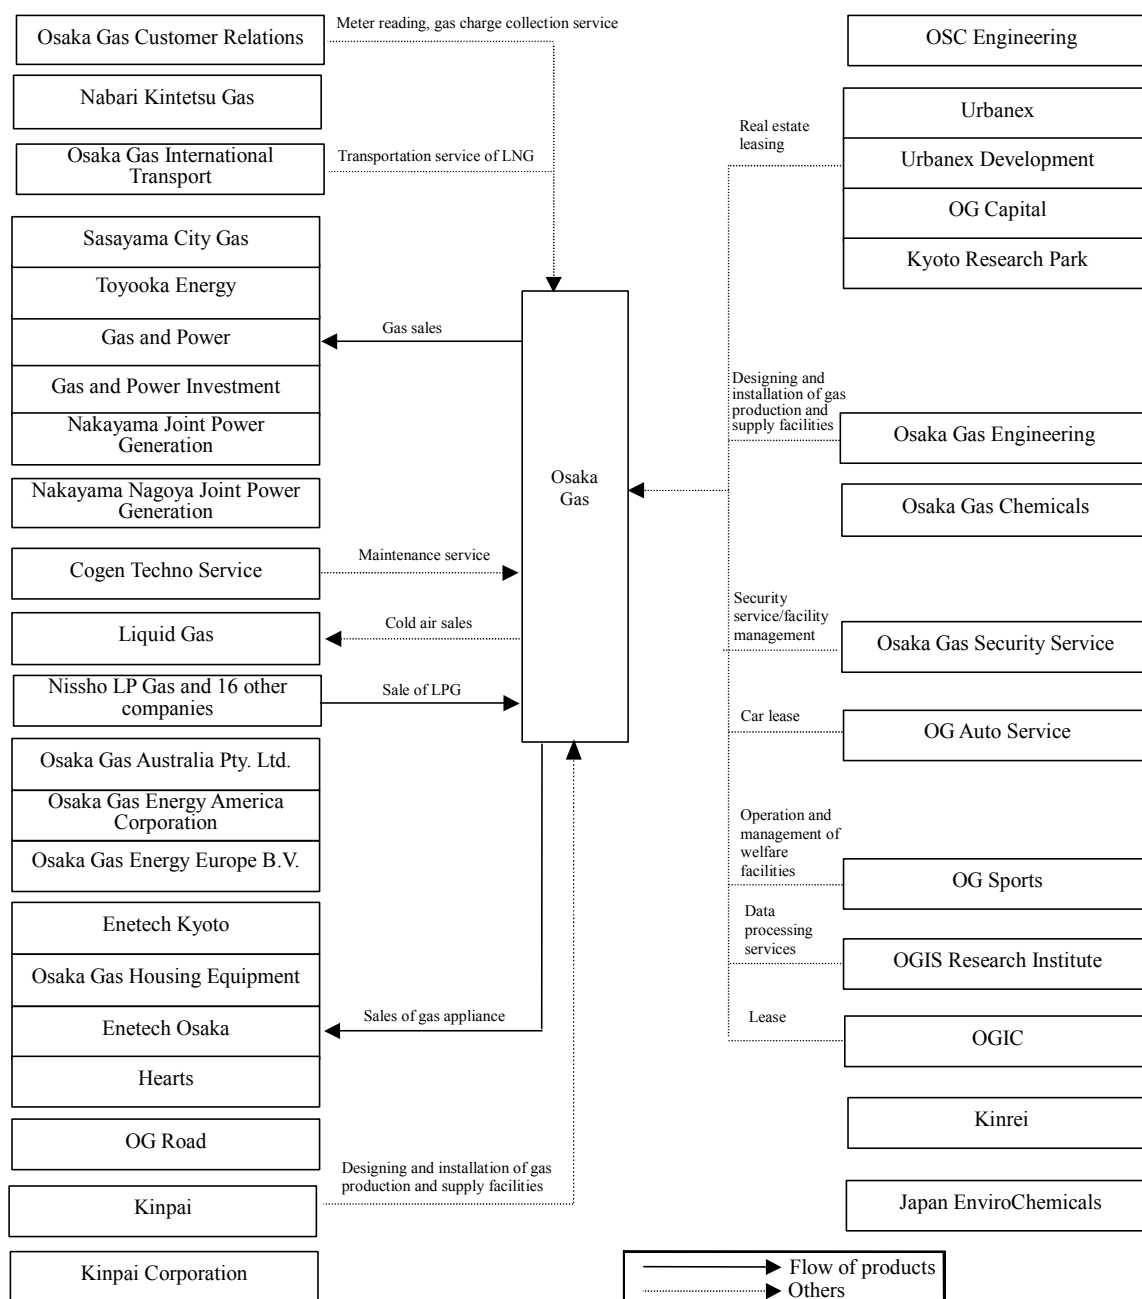 Osaka Gas Customer Relations
Meter reading, gas charge collection service
Nabari Kintetsu Gas
Osaka Gas International
Transport
Transportation service of LNG
Sasayama City Gas
Toyooka Energy
Gas and Power
Gas and Power Investment
Nakayama Joint Power
Generation
Gas sales
Nakayama Nagoya Joint Power
Generation
Cogen Techno Service
Maintenance service
Liquid Gas
Cold air sales
Nissho LP Gas and 16 other
companies
Sale of LPG
Osaka Gas Australia Pty. Ltd.
Osaka Gas Energy America
Corporation
Osaka Gas Energy Europe B.V.
Enetech Kyoto
Osaka Gas Housing Equipment
Enetech Osaka
Hearts
Sales of gas appliance
OG Road
Kinpai
Designing and installation of gas
production and supply facilities
Kinpai Corporation
Osaka
Gas
OSC Engineering
Real estate
leasing
Urbanex
Urbanex Development
OG Capital
Kyoto Research Park
Designing and
installation of gas
production and
supply facilities
Osaka Gas Engineering
Osaka Gas Chemicals
Security
service/facility
management
Osaka Gas Security Service
Car lease
OG Auto Service
Operation and
management of
welfare
facilities
OG Sports
Data
processing
services
OGIS Research Institute
Lease
OGIC
Kinrei
Japan EnviroChemicals
Flow of products
Others